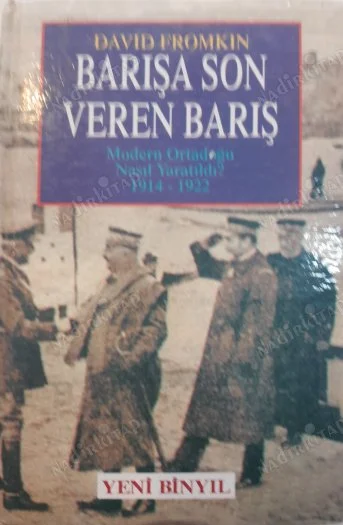 DAVID FROMKIN
BARIŞA SON
VEREN BARIŞ
Modern Ortadoğu
Nasıl Yaratıldı?
1914 - 1922
YENİ BİNYIL